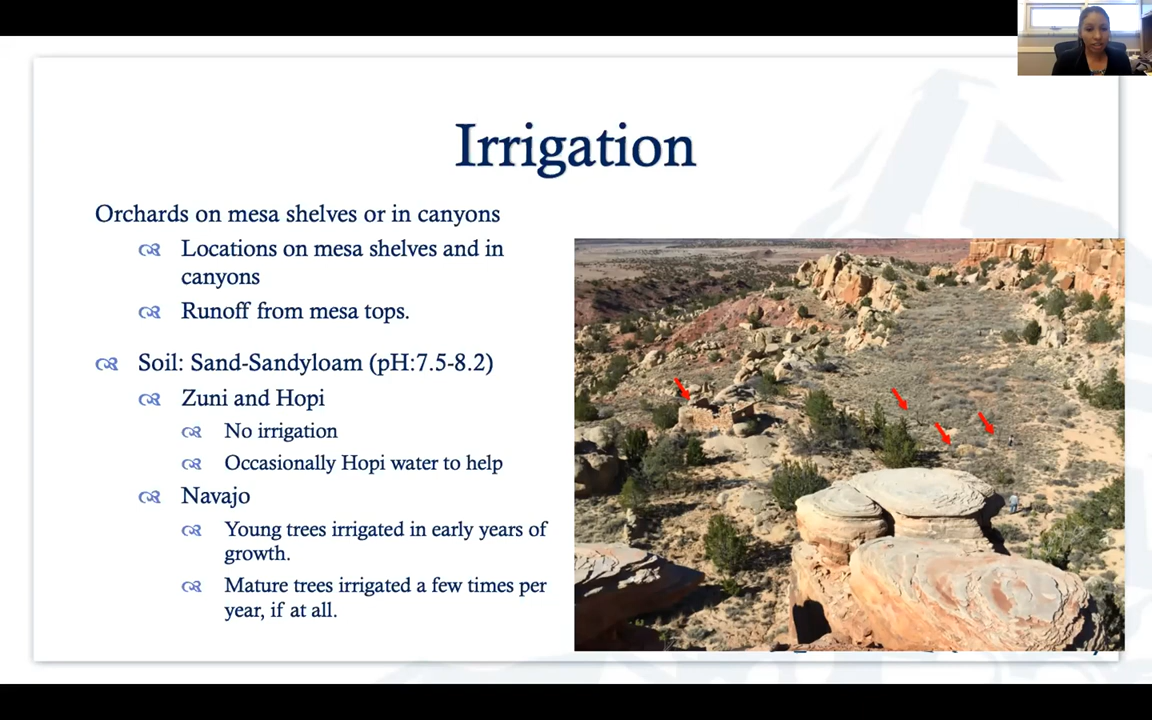 Irrigation
Orchards on mesa shelves or in canyons
Locations on mesa shelves and in
canyons
Runoff from mesa tops.
Soil: Sand-Sandyloam (pH:7.5-8.2)
Zuni and Hopi
No irrigation
Occasionally Hopi water to help
Navajo
Young trees irrigated in early years of
growth.
Mature trees irrigated a few times per
year, if at all.